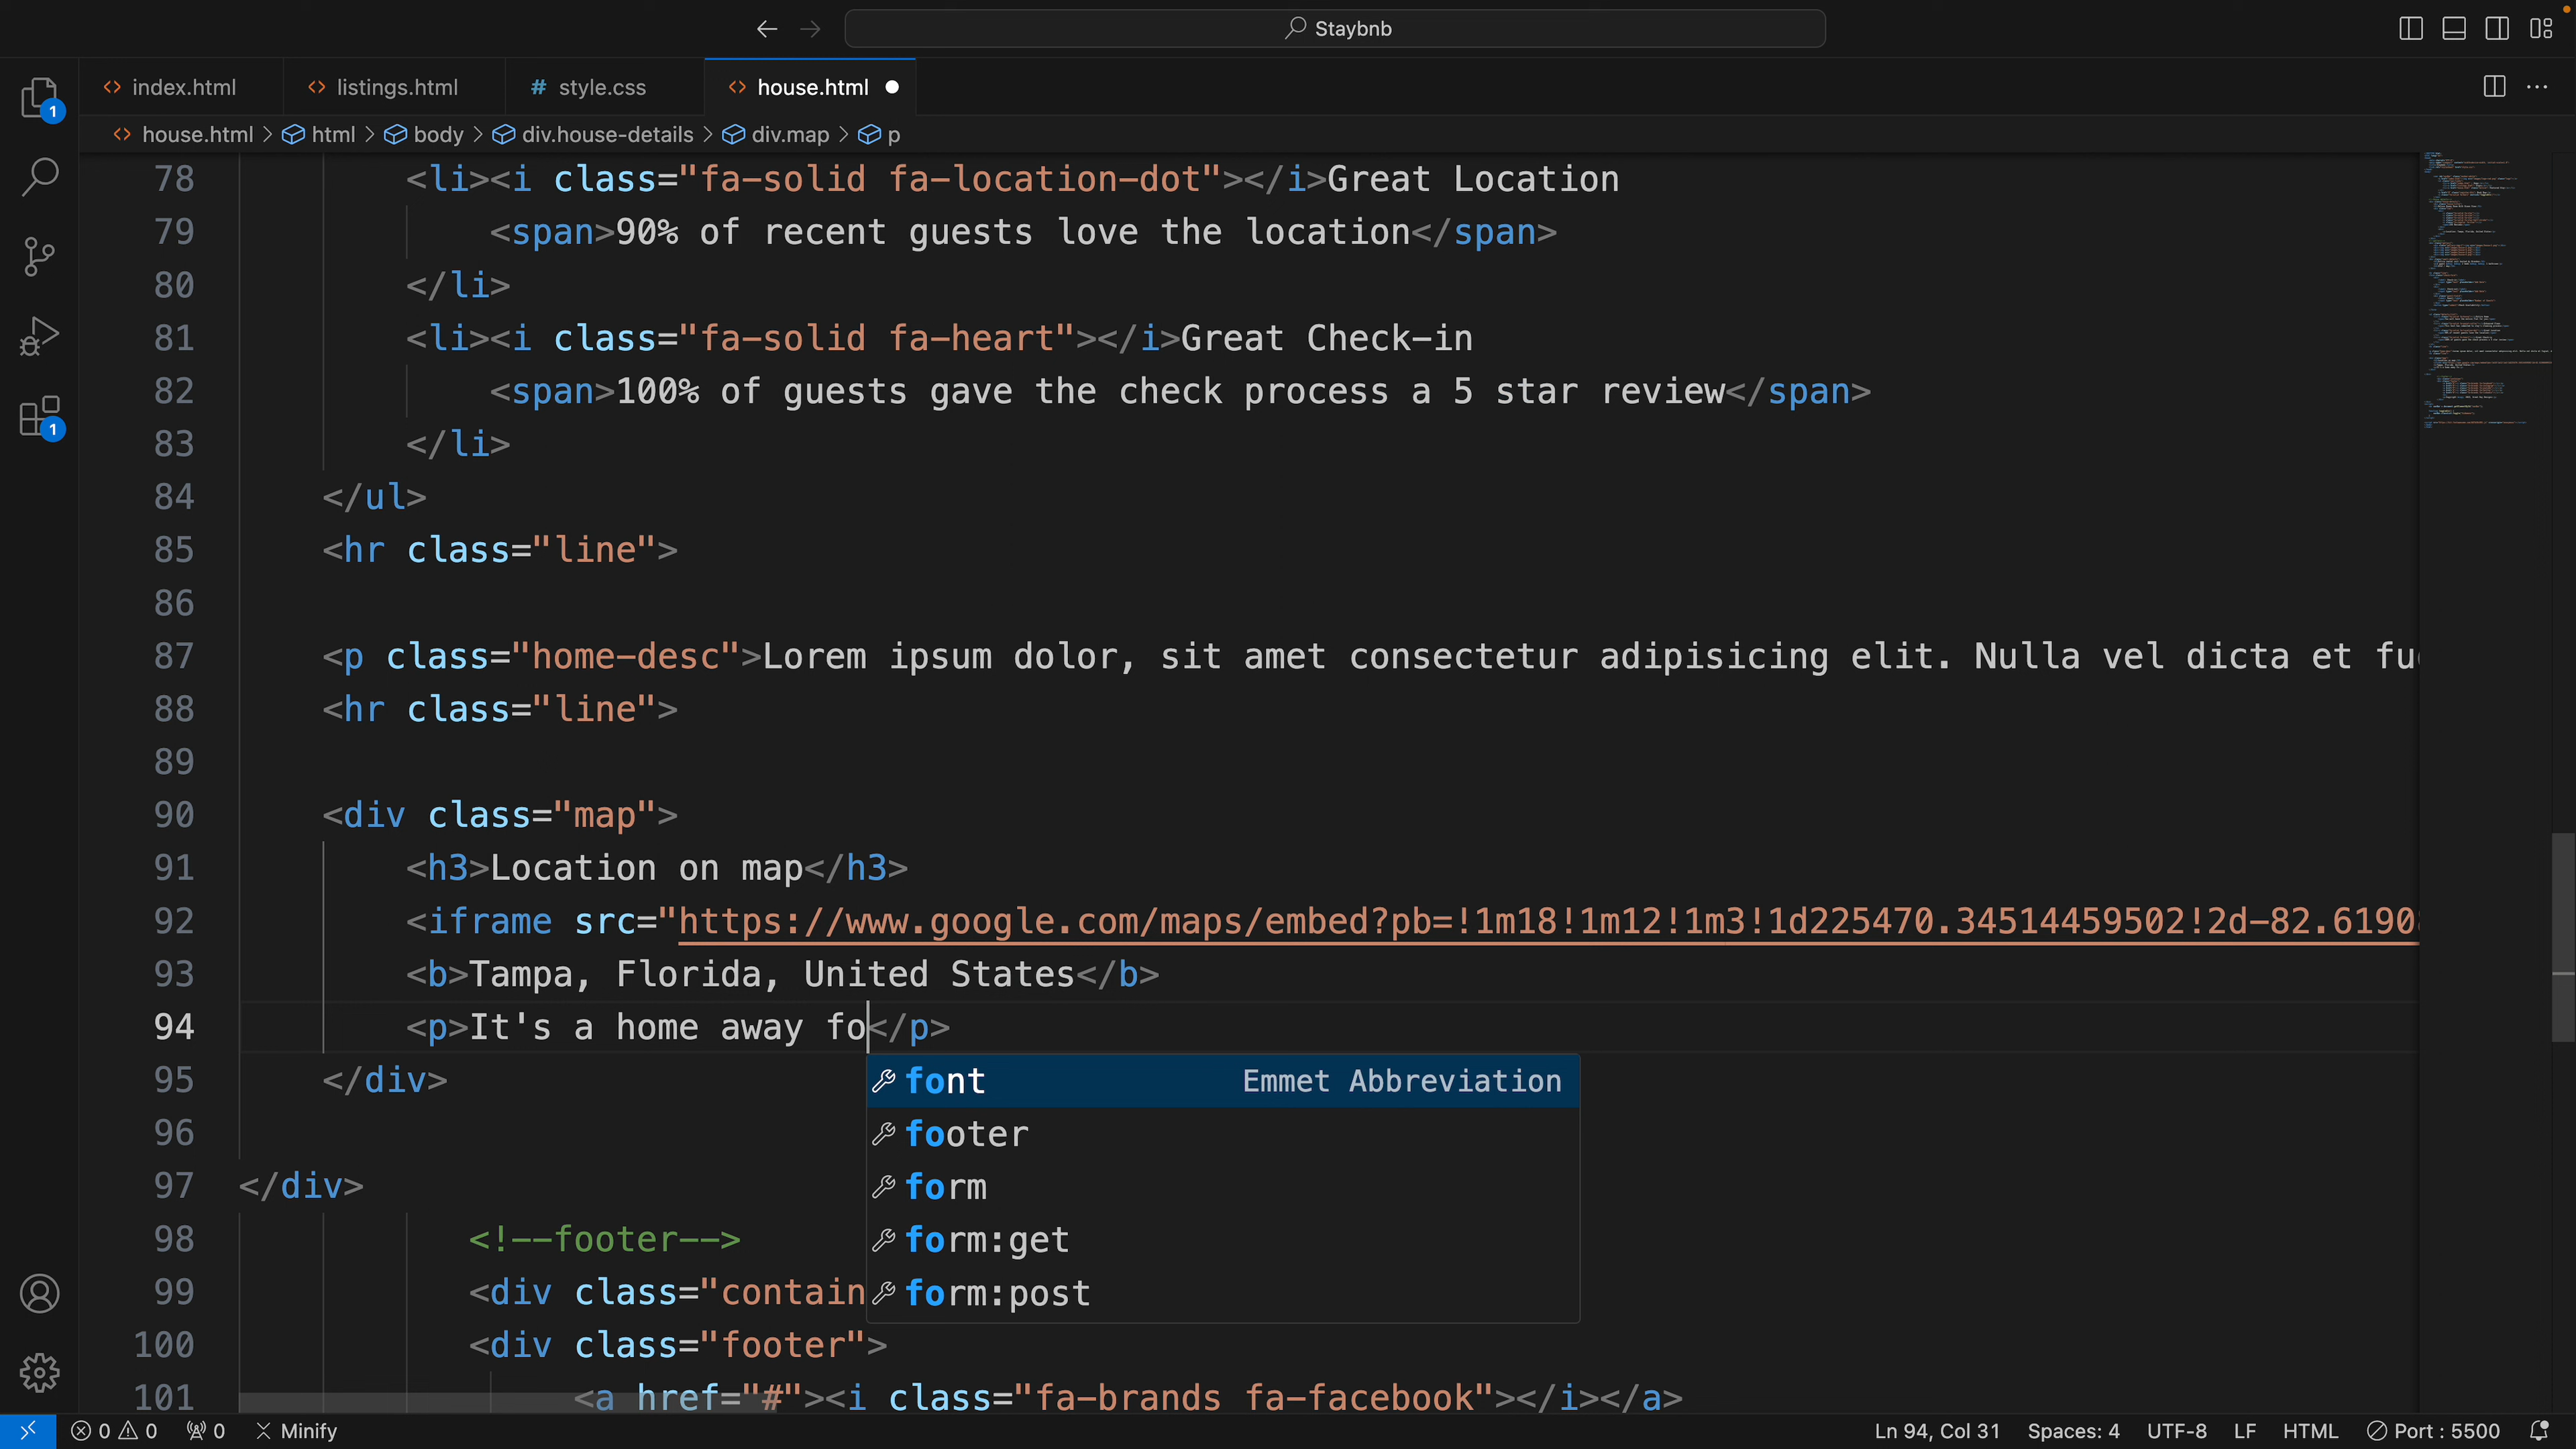 Staybnb
index.html
listings.html
# style.css
house.html
house.html > html > body > div.house-details > div.map > p
78 <li><i class="fa-solid fa-location-dot"></i>Great Location
79 <span>90% of recent guests love the location</span>
80 </li>
81 <li><i class="fa-solid fa-heart"></i>Great Check-in
82 <span>100% of guests gave the check process a 5 star review</span>
83 </li>
84 </ul>
85 <hr class="line">
86
87 <p class="home-desc">Lorem ipsum dolor, sit amet consectetur adipisicing elit. Nulla vel dicta et fu
88 <hr class="line">
89
90 <div class="map">
91 <h3>Location on map</h3>
92 <iframe src="https://www.google.com/maps/embed?pb=!1m18!1m12!1m3!1d225470.34514459502!2d-82.6190
93 <b>Tampa, Florida, United States</b>
94 <p>It's a home away fo</p>
font Emmet Abbreviation
95 </div>
footer
96
form
97 </div>
form:get
98 <!--footer-->
form:post
99 <div class="contain
100 <div class="footer">
101 <a href="#"><i class="fa-brands fa-facebook"></i></a>
1
1
0 0 0 Minify
Ln 94, Col 31 Spaces: 4 UTF-8 LF HTML Port : 5500